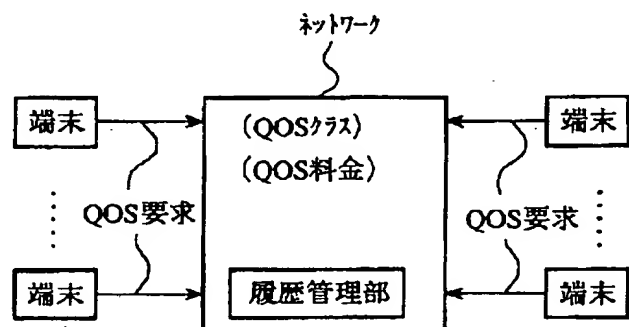 ネットワーク
端末
(QOSクラス)
端末
(QOS料金)
QOS要求
QOS要求
端末
履歴管理部
端末